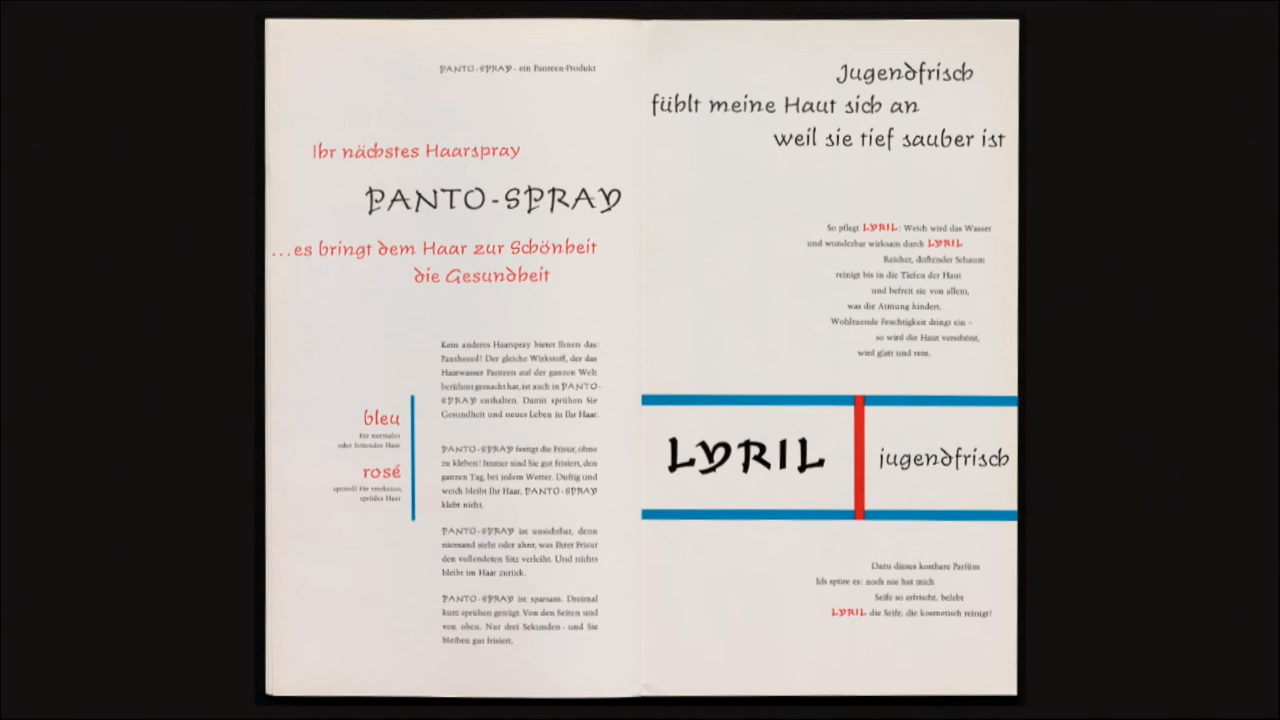 PANTO-SPRAY - ein Panteen-Produkt
Ihr nächstes Haarspray
PANTO-SPRAY
...es bringt dem Haar zur Schönheit
die Gesundheit
Kein anderes Haarspray bietet Ihnen das:
Panthenol! Der gleiche Wirkstoff, der das
Haarwasser Panteen auf der ganzen Welt
berühmt gemacht hat, ist auch in PANTO-
SPRAY enthalten. Damit sprühen Sie
Gesundheit und neues Leben in Ihr Haar.
bleu
für normales
oder fettendes Haar
rosé
speziell für trockenes,
sprödes Haar
PANTO-SPRAY festigt die Frisur, ohne
zu kleben! Immer sind Sie gut frisiert, den
ganzen Tag, bei jedem Wetter. Duftig und
weich bleibt Ihr Haar, PANTO-SPRAY
klebt nicht.
PANTO-SPRAY ist unsichtbar, denn
niemand sieht oder ahnt, was Ihrer Frisur
den vollendeten Sitz verleiht. Und nichts
bleibt im Haar zurück.
PANTO-SPRAY ist sparsam. Dreimal
kurz sprühen genügt. Von den Seiten und
von oben. Nur drei Sekunden - und Sie
bleiben gut frisiert.
Jugendfrisch
fühlt meine Haut sich an
weil sie tief sauber ist
So pflegt LYRIL: Weich wird das Wasser
und wunderbar wirksam durch LYRIL
Reicher, duftender Schaum
reinigt bis in die Tiefen der Haut
und befreit sie von allem,
was die Atmung hindert.
Wohltuende Feuchtigkeit dringt ein –
so wird die Haut verschönt,
wird glatt und rein.
LYRIL jugendfrisch
Dazu dieses kostbare Parfüm
Ich spüre es: noch nie hat mich
Seife so erfrischt, belebt
LYRIL die Seife, die kosmetisch reinigt!